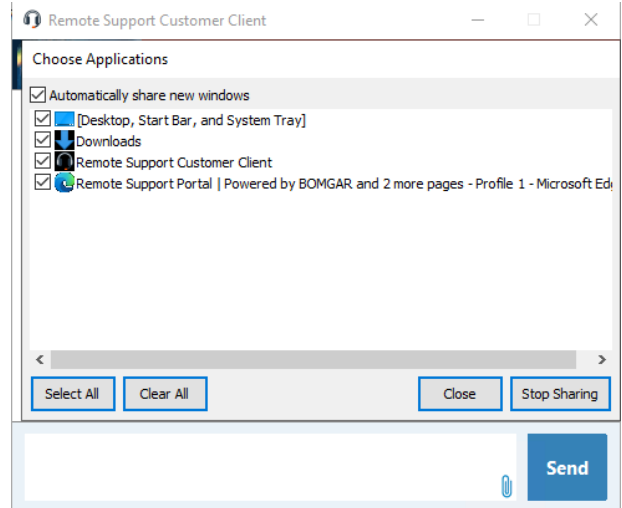 Remote Support Customer Client
Choose Applications
Automatically share new windows
[Desktop, Start Bar, and System Tray]
Downloads
Remote Support Customer Client
Remote Support Portal | Powered by BOMGAR and 2 more pages - Profile 1 - Microsoft Ed
Select All Clear All Close Stop Sharing
Send